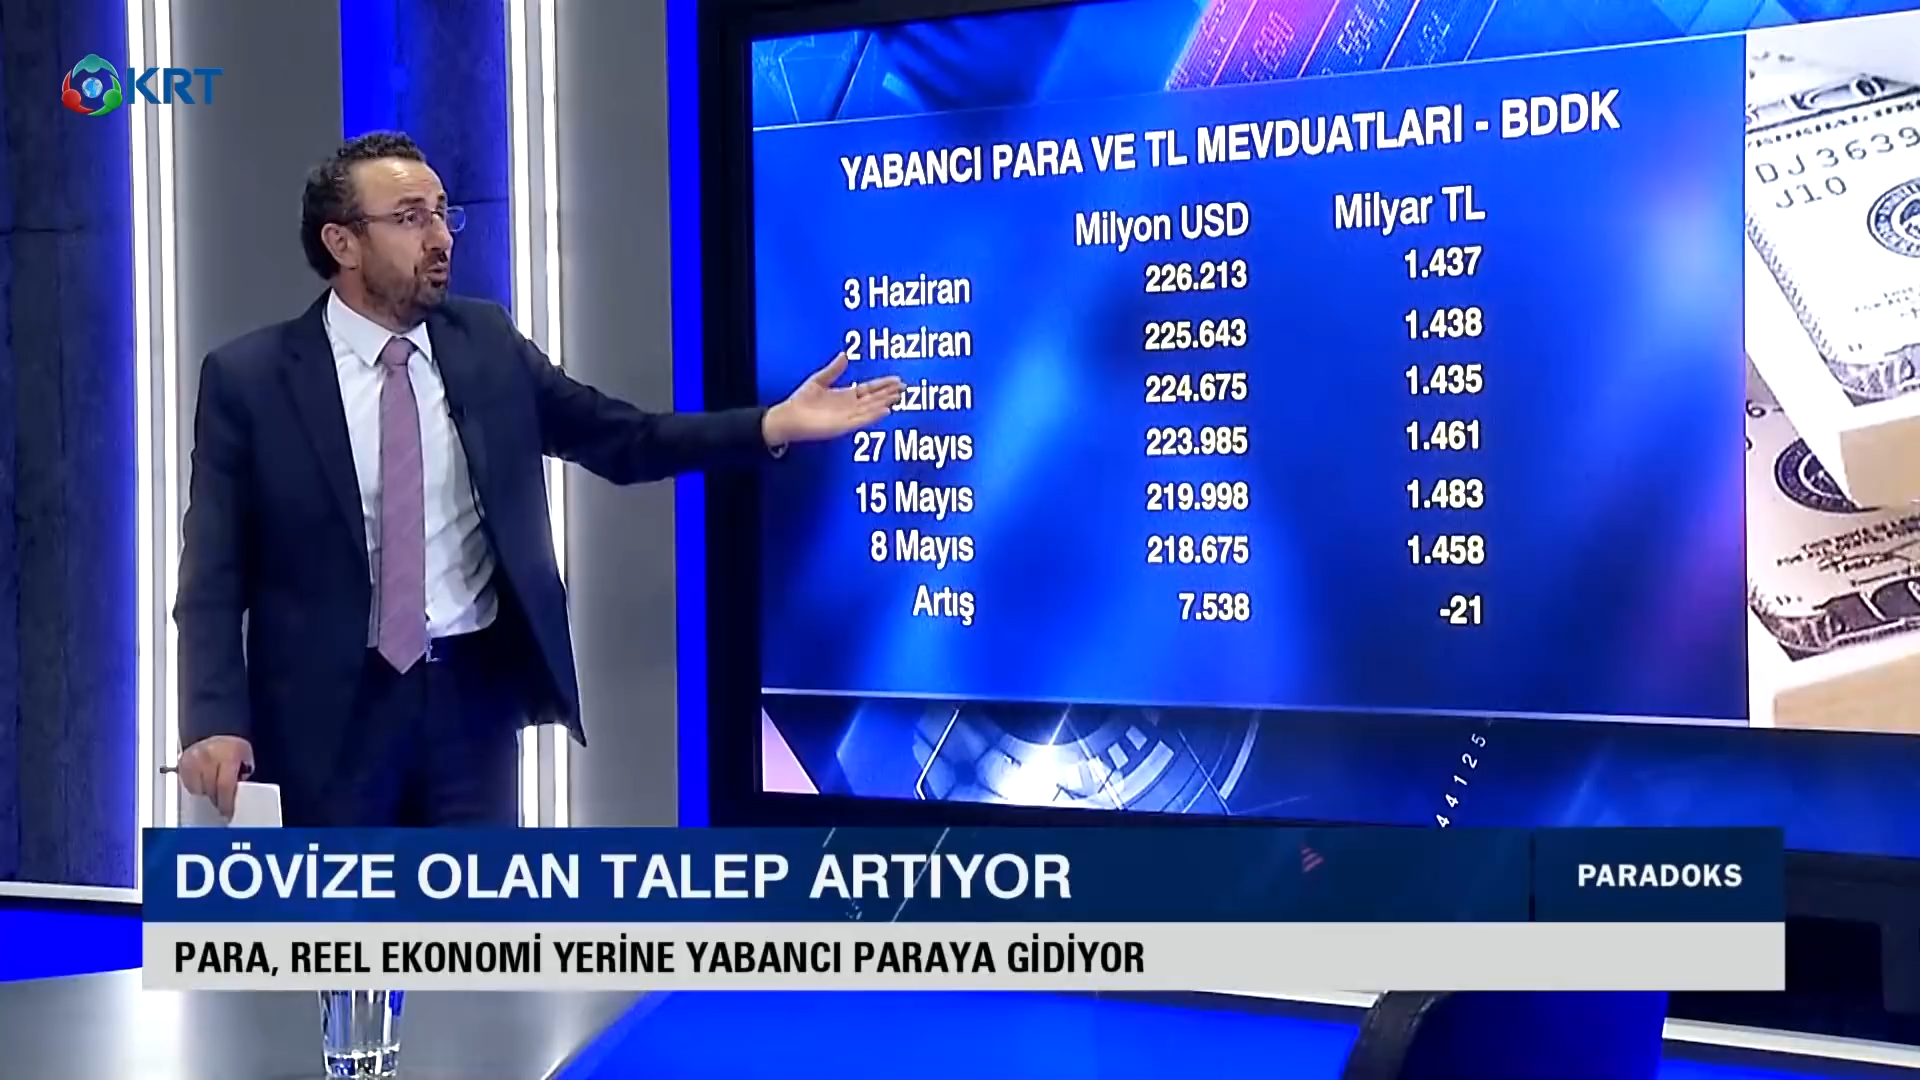 KRT
YABANCI PARA VE TL MEVDUATLARI - BDDK
Milyon USD Milyar TL
3 Haziran 226.213 1.437
2 Haziran 225.643 1.438
224.675 1.435
27 Mayıs 223.985 1.461
15 Mayıs 219.998 1.483
8 Mayıs 218.675 1.458
Artış 7.538 -21
DJ3639
J10
44125
DÖVİZE OLAN TALEP ARTIYOR
PARADOKS
PARA, REEL EKONOMİ YERİNE YABANCI PARAYA GİDİYOR